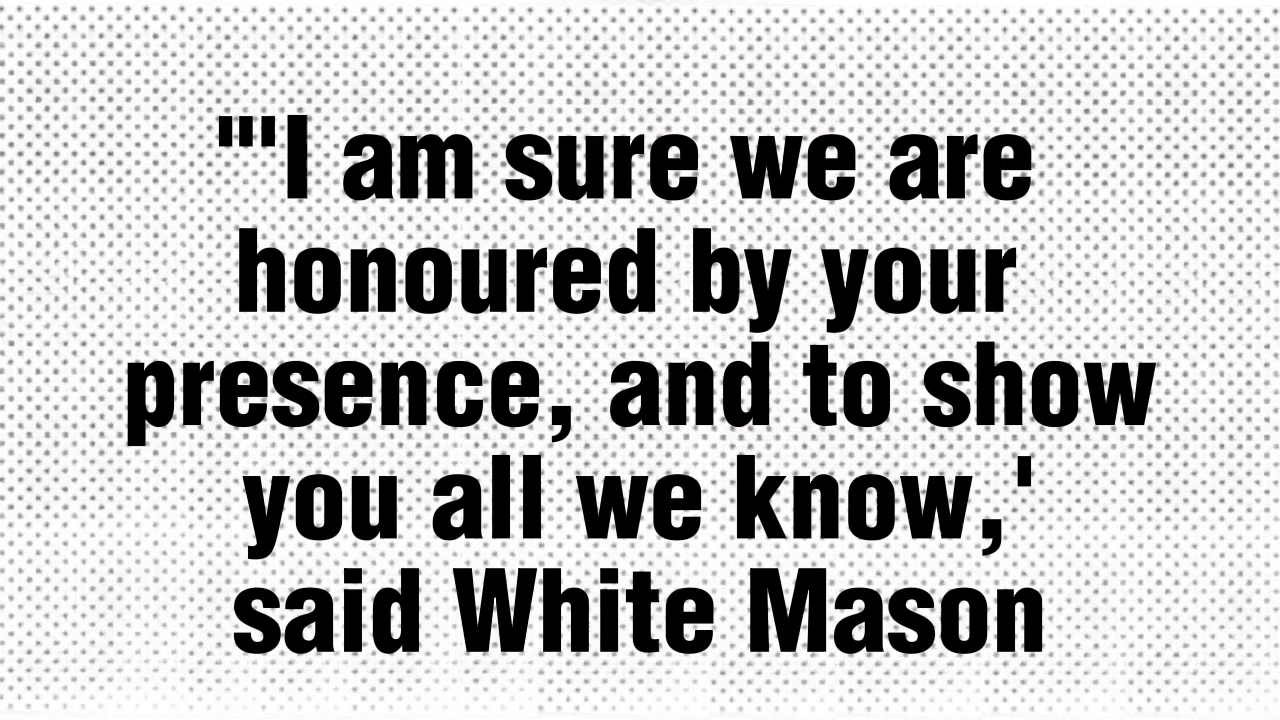 "'I am sure we are
honoured by your
presence, and to show
you all we know,'
said White Mason